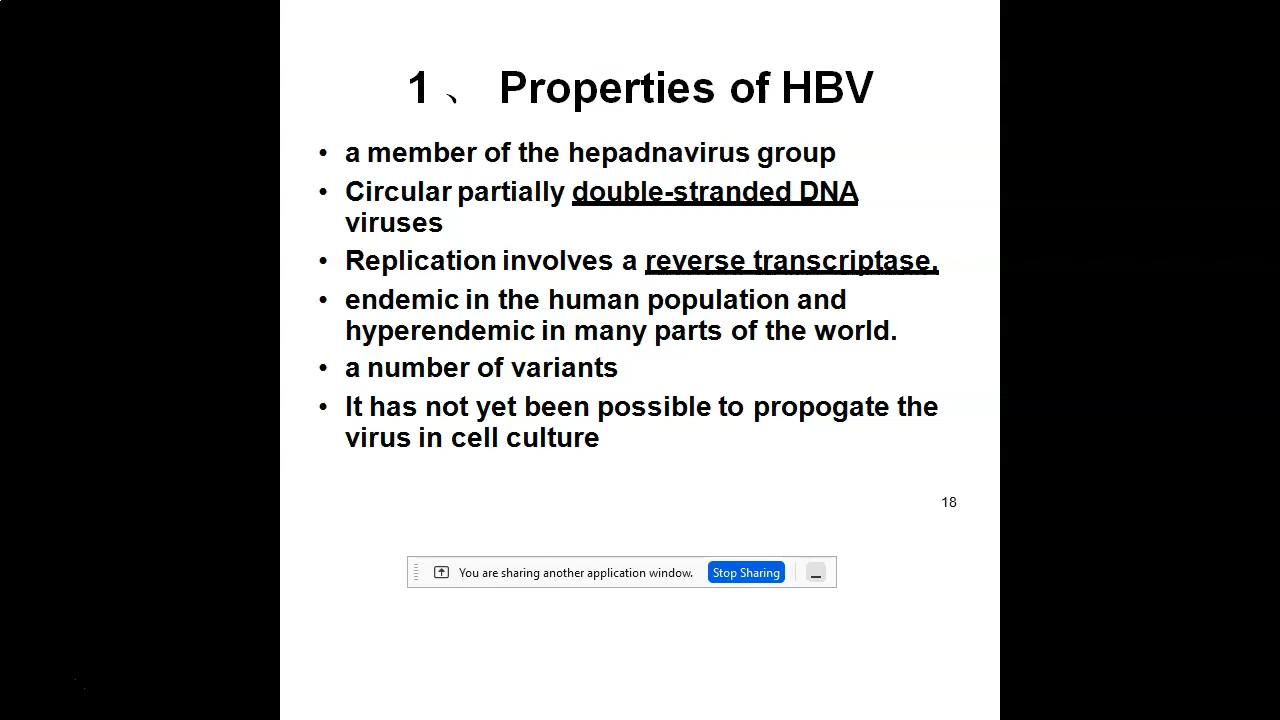 1、 Properties of HBV
• a member of the hepadnavirus group
• Circular partially double-stranded DNA
viruses
• Replication involves a reverse transcriptase.
• endemic in the human population and
hyperendemic in many parts of the world.
• a number of variants
• It has not yet been possible to propogate the
virus in cell culture
18
You are sharing another application window. Stop Sharing